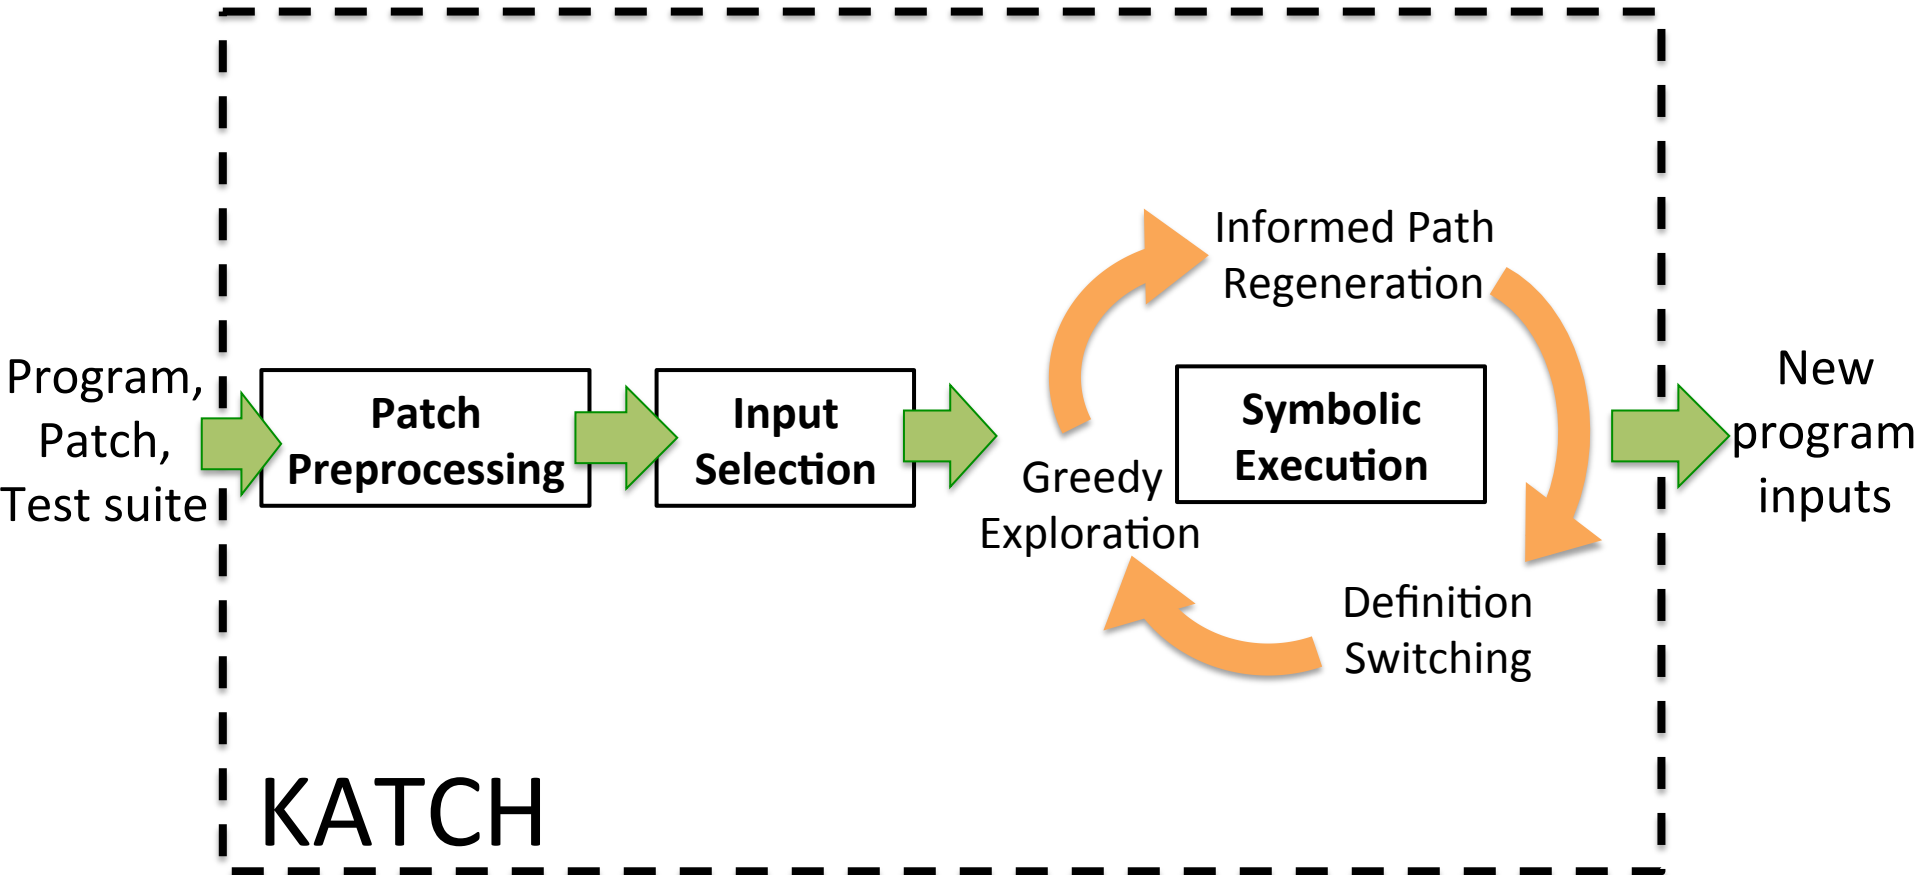 Program,
Patch,
Test suite
Patch
Preprocessing
Input
Selection
Greedy
Exploration
Informed Path
Regeneration
Symbolic
Execution
Definition
Switching
New
program
inputs
KATCH